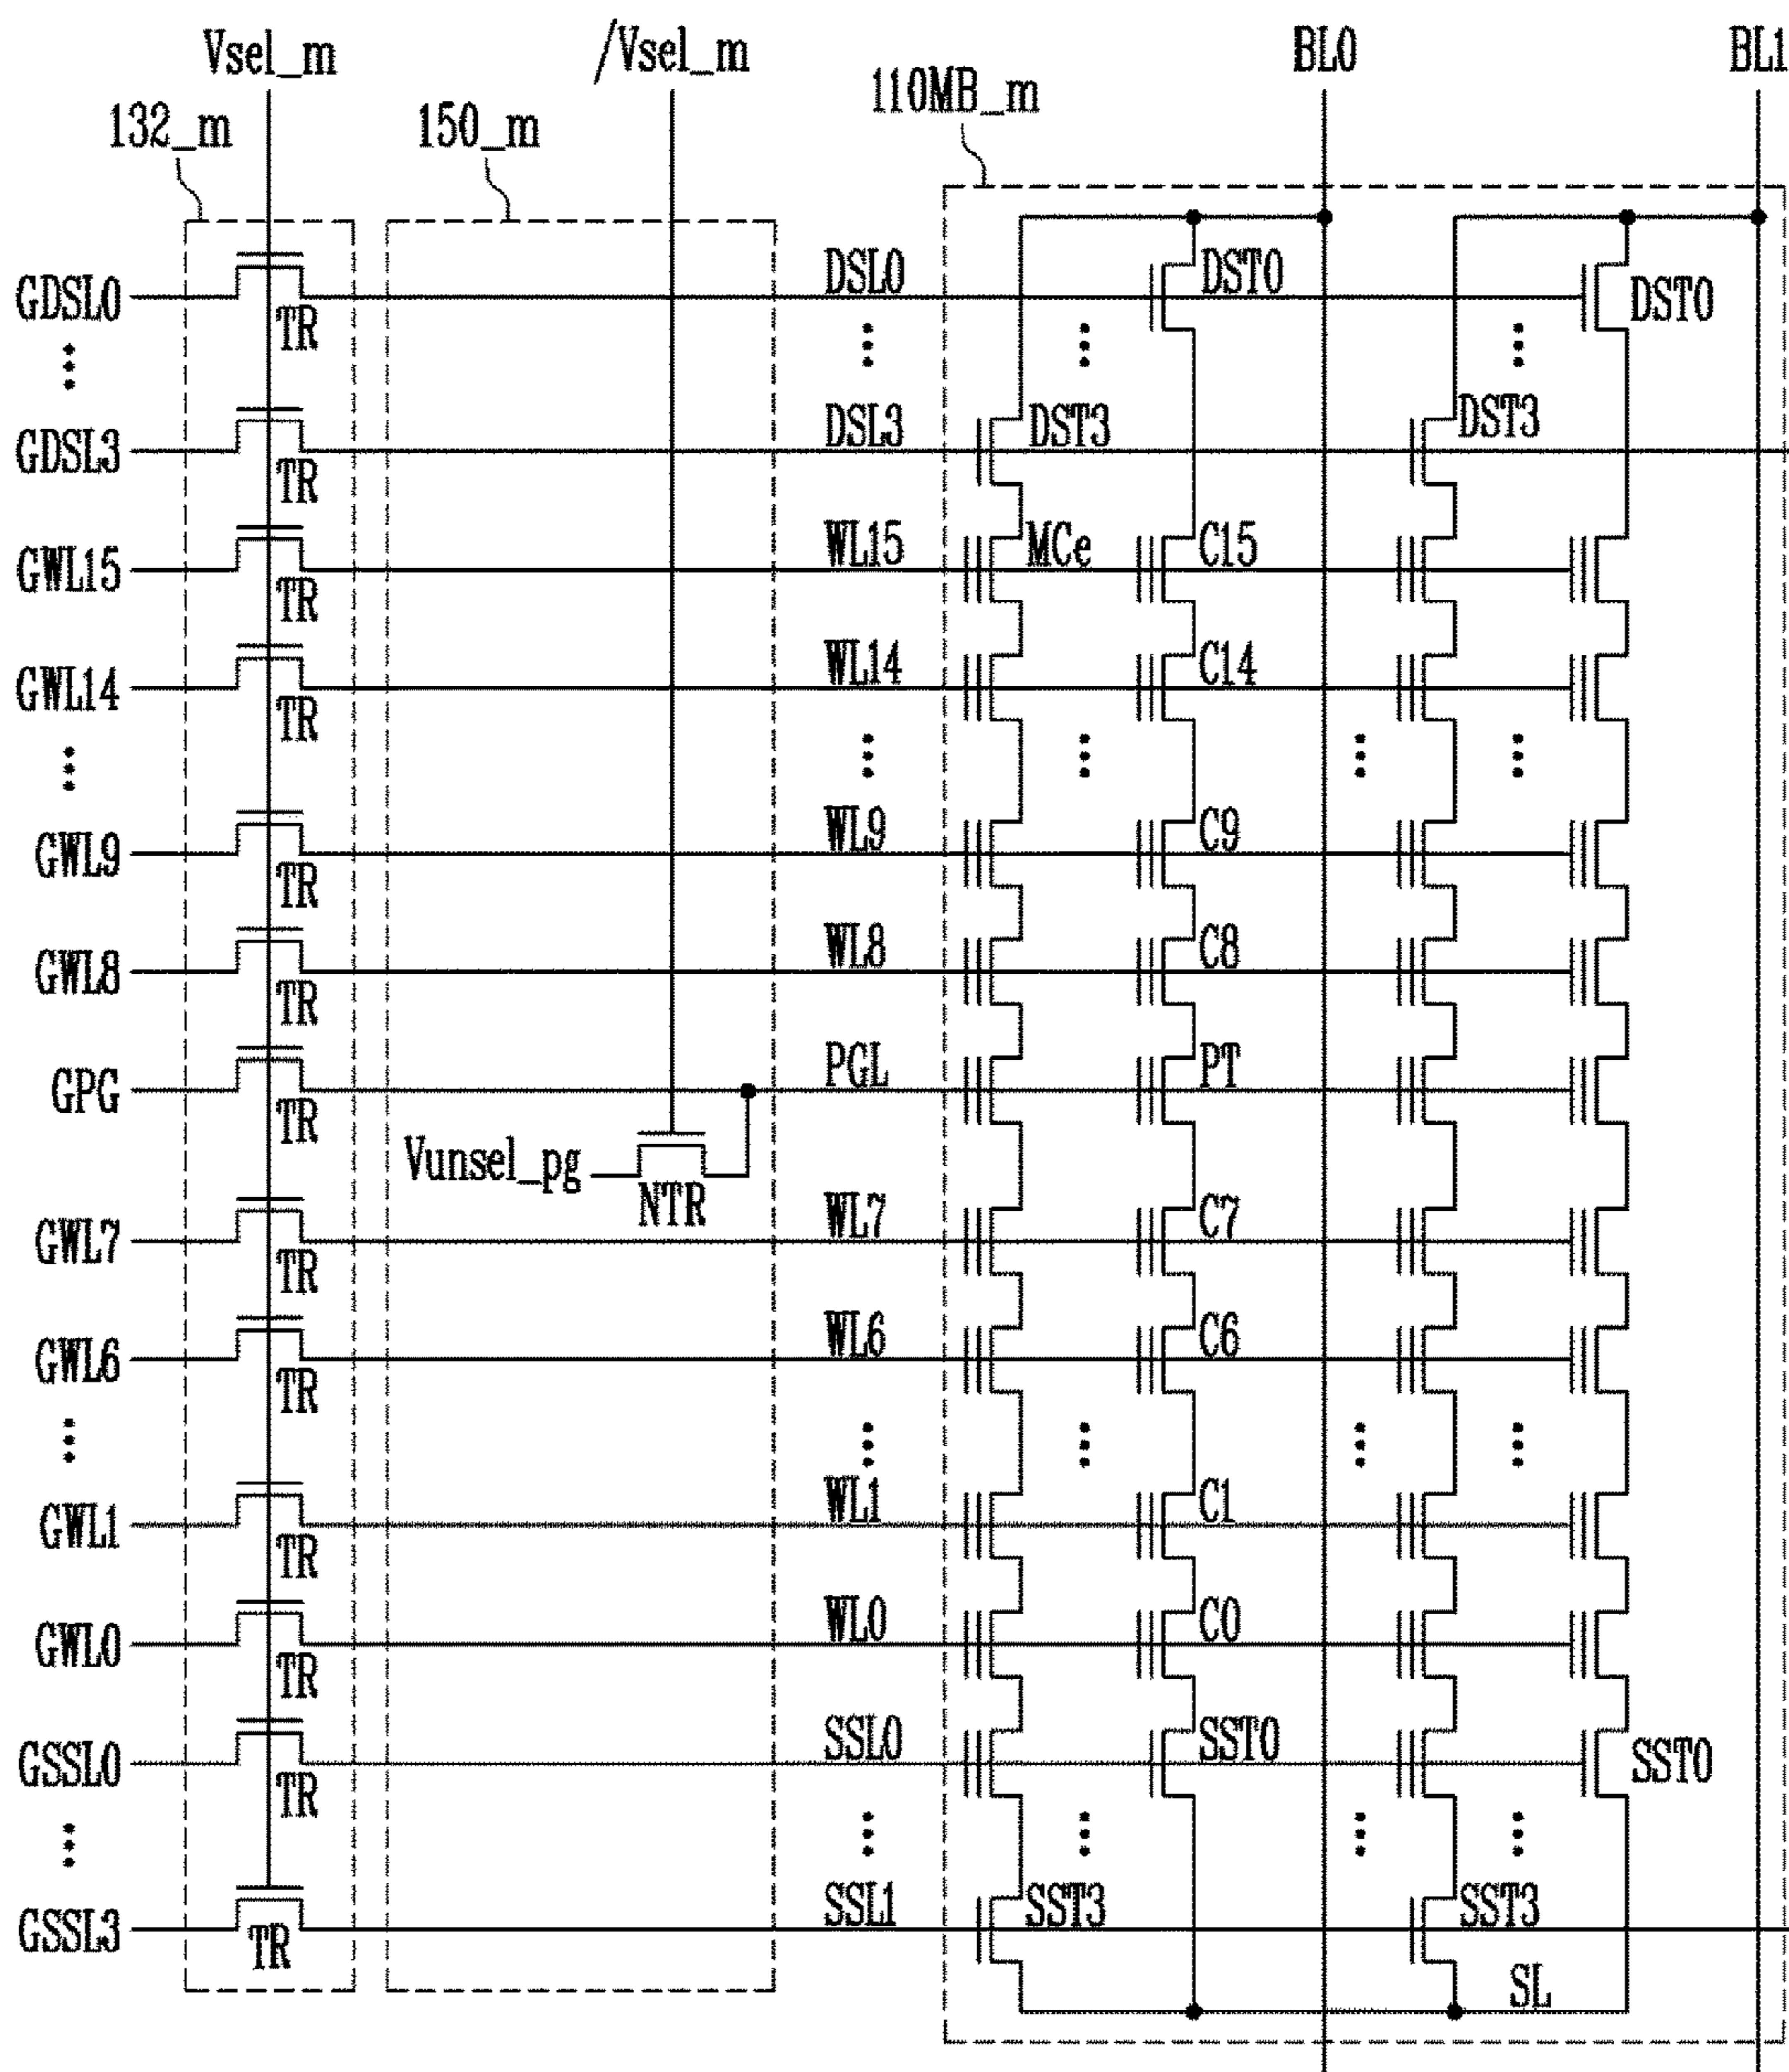 Vsel_m /Vsel_m BL0 BL1
132_m 150_m 110MB_m
GDSL0 TR DSL0 DST0 DST0
GDSL3 TR DSL3 DST3 DST3
GWL15 TR WL15 MCe C15
GWL14 TR WL14 C14
GWL9 TR WL9 C9
GWL8 TR WL8 C8
GPG TR PGL PT
Vunsel_pg NTR
GWL7 TR WL7 C7
GWL6 TR WL6 C6
GWL1 TR WL1 C1
GWL0 TR WL0 C0
GSSL0 TR SSL0 SST0 SST0
GSSL3 TR SSL1 SST3 SST3
SL